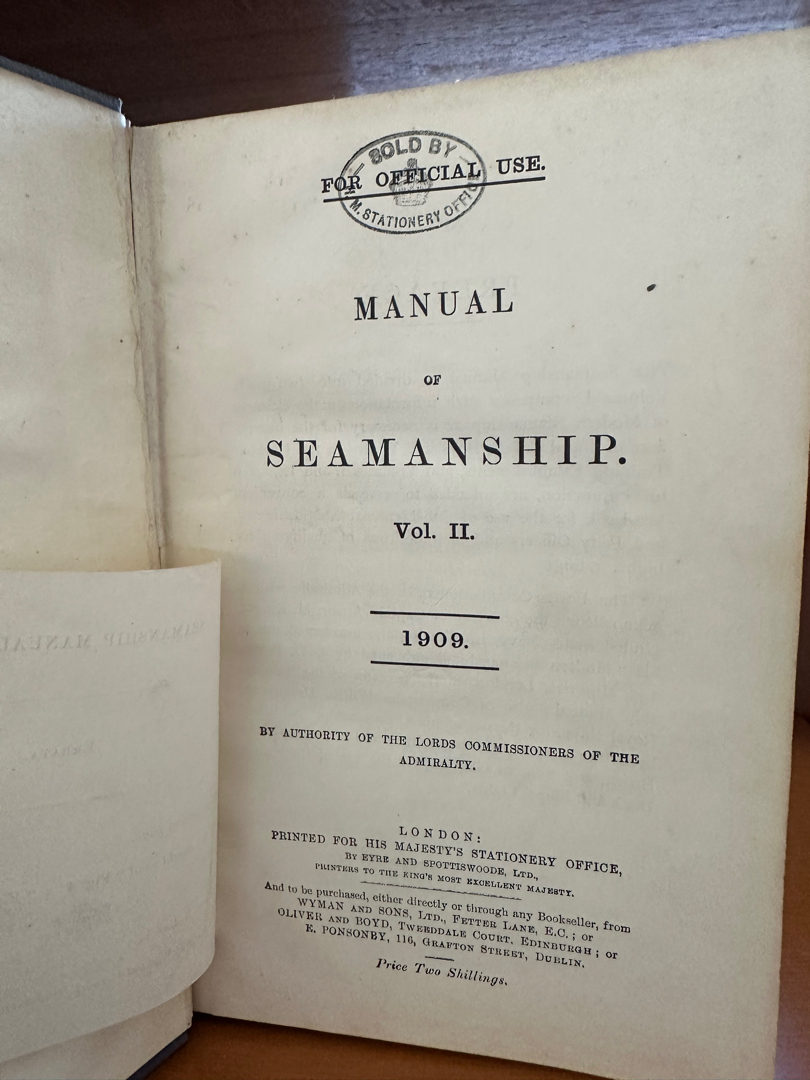 SOLD BY
FOR OFFICIAL USE.
H.M. STATIONERY OFFICE
MANUAL
OF
SEAMANSHIP.
Vol. II.
1909.
BY AUTHORITY OF THE LORDS COMMISSIONERS OF THE
ADMIRALTY.
LONDON:
PRINTED FOR HIS MAJESTY'S STATIONERY OFFICE,
BY EYRE AND SPOTTISWOODE, LTD.,
PRINTERS TO THE KING'S MOST EXCELLENT MAJESTY.
And to be purchased, either directly or through any Bookseller, from
WYMAN AND SONS, LTD., FETTER LANE, E.C.; or
OLIVER AND BOYD, TWEEDDALE COURT, EDINBURGH; or
E. PONSONBY, 116, GRAFTON STREET, DUBLIN.
Price Two Shillings.
SEAMANSHIP MANUAL